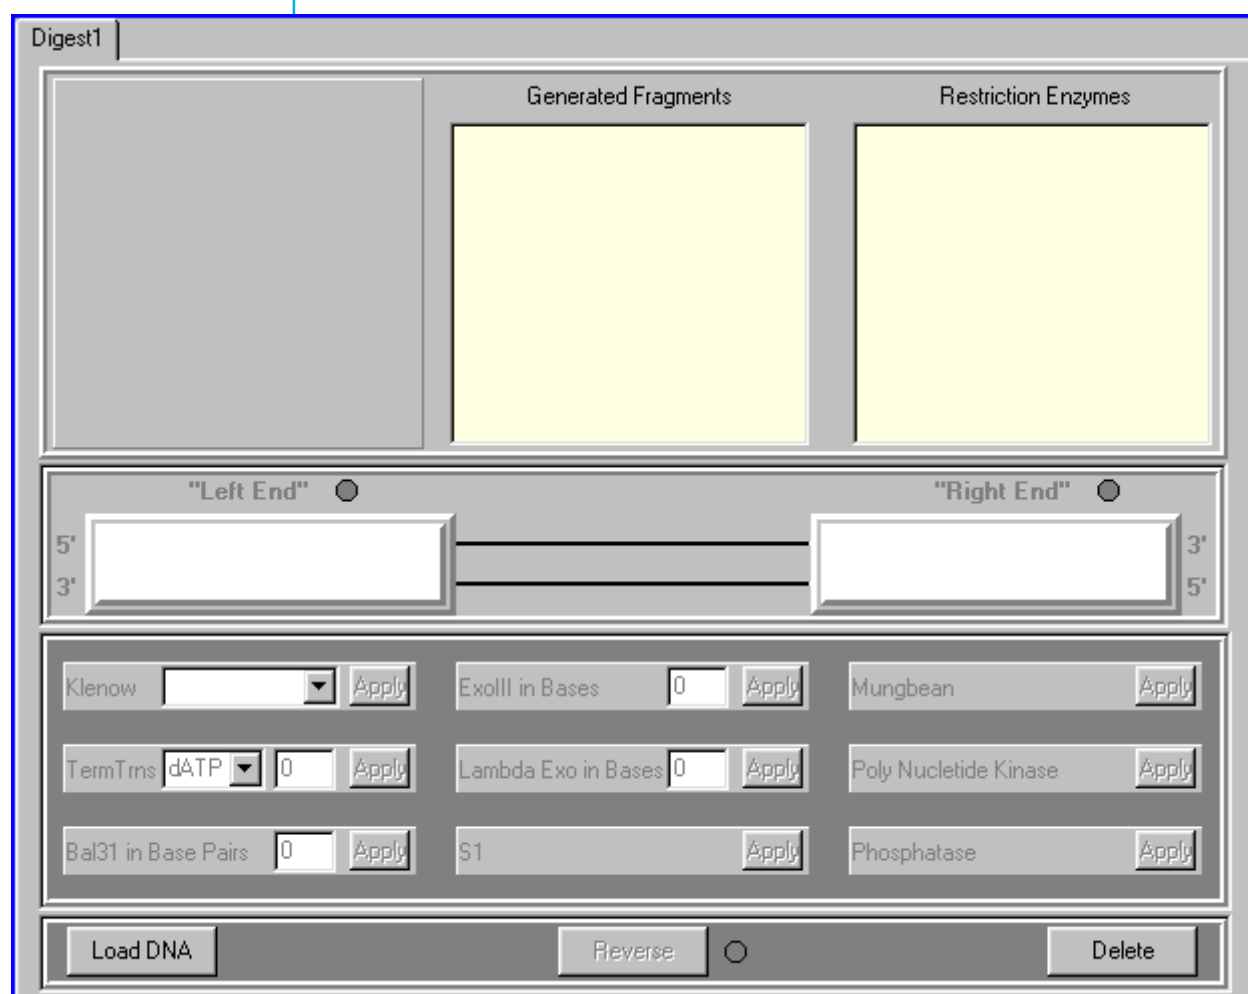 Digest1
Generated Fragments Restriction Enzymes
"Left End" "Right End"
5' 3'
3' 5'
Klenow Apply ExoIII in Bases 0 Apply Mungbean Apply
TermTrns dATP 0 Apply Lambda Exo in Bases 0 Apply Poly Nucletide Kinase Apply
Bal31 in Base Pairs 0 Apply S1 Apply Phosphatase Apply
Load DNA Reverse Delete